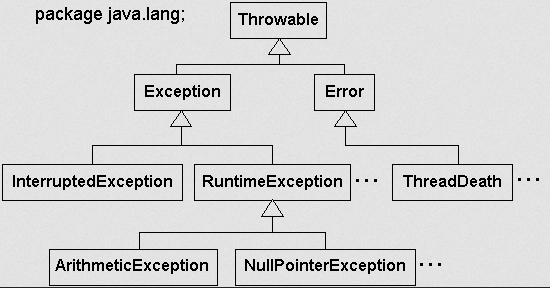 package java.lang;
Throwable
Exception
Error
InterruptedException
RuntimeException
...
ThreadDeath
...
ArithmeticException
NullPointerException
...